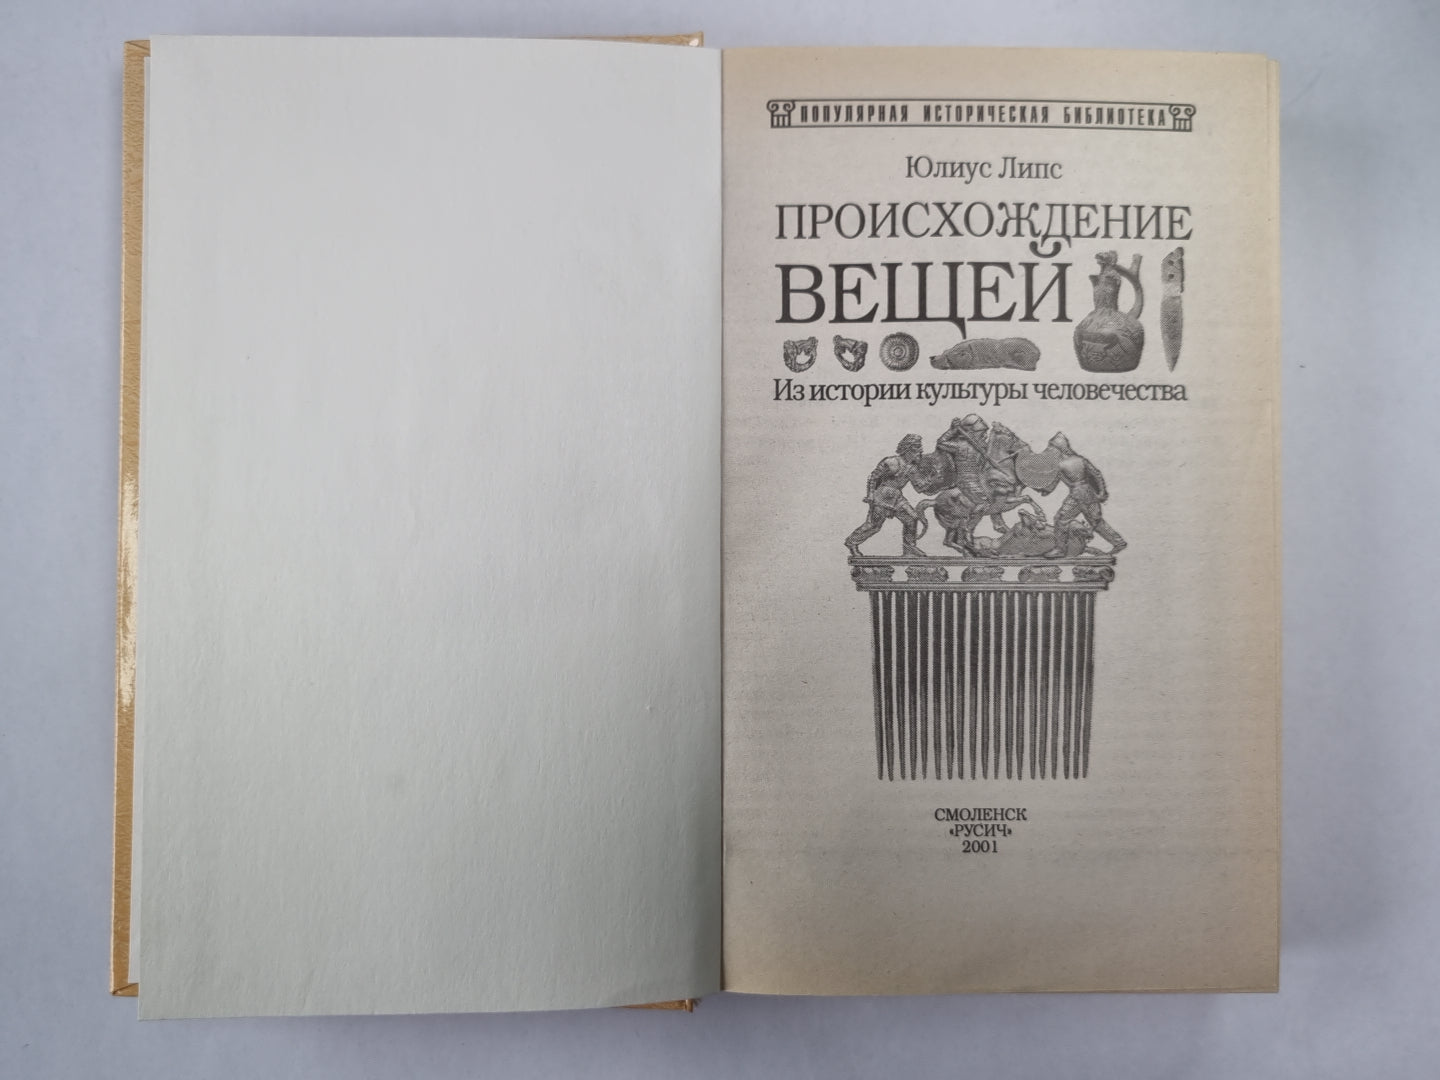 ПОПУЛЯРНАЯ ИСТОРИЧЕСКАЯ БИБЛИОТЕКА
Юлиус Липс
ПРОИСХОЖДЕНИЕ
ВЕЩЕЙ
Из истории культуры человечества
СМОЛЕНСК
«РУСИЧ»
2001